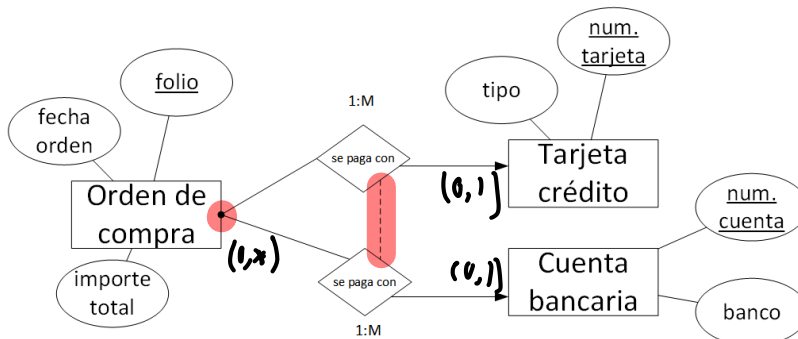 num.
tarjeta
folio
tipo
fecha
orden
1:M
se paga con
Tarjeta
crédito
(0,1)
Orden de
compra
num.
cuenta
Cuenta
bancaria
(0,1)
se paga con
importe
total
banco
1:M